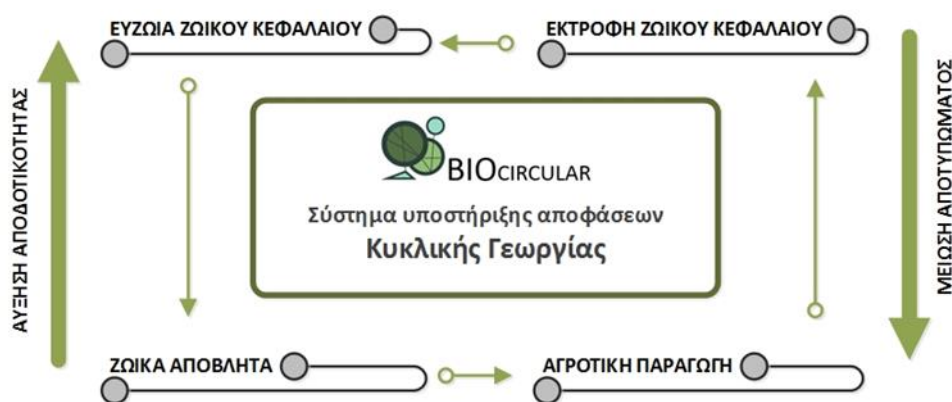 ΕΥΖΩΙΑ ΖΩΙΚΟΥ ΚΕΦΑΛΑΙΟΥ
ΕΚΤΡΟΦΗ ΖΩΙΚΟΥ ΚΕΦΑΛΑΙΟΥ
ΑΥΞΗΣΗ ΑΠΟΔΟΤΙΚΟΤΗΤΑΣ
BIOCIRCULAR
Σύστημα υποστήριξης αποφάσεων
Κυκλικής Γεωργίας
ΜΕΙΩΣΗ ΑΠΟΤΥΠΩΜΑΤΟΣ
ΖΩΙΚΑ ΑΠΟΒΛΗΤΑ
ΑΓΡΟΤΙΚΗ ΠΑΡΑΓΩΓΗ